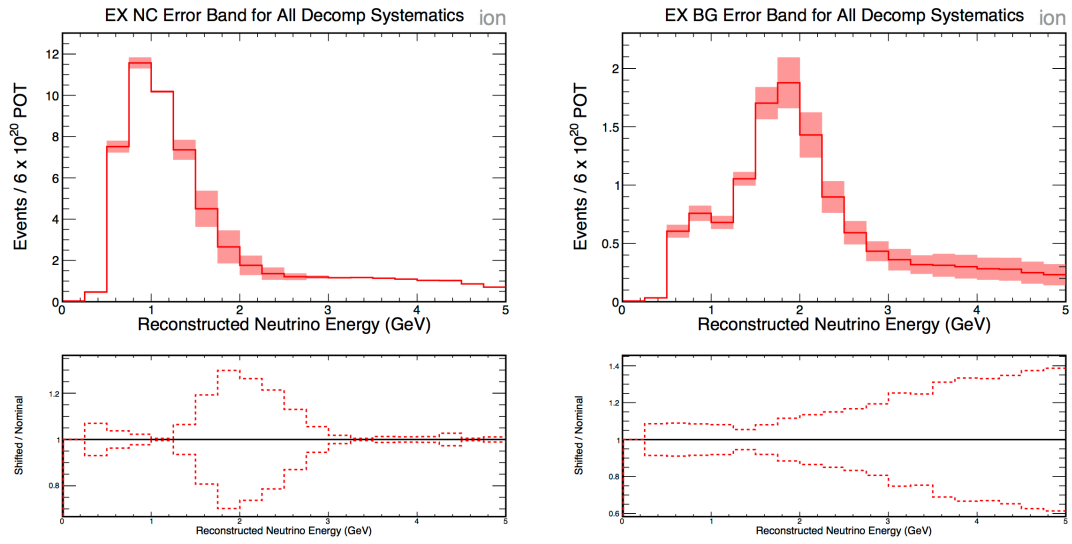 EX NC Error Band for All Decomp Systematics
ion
Events / 6 x 10²⁰ POT
12
10
8
6
4
2
0
0 1 2 3 4 5
Reconstructed Neutrino Energy (GeV)
Shifted / Nominal
1.2
1
0.8
0 1 2 3 4 5
Reconstructed Neutrino Energy (GeV)
EX BG Error Band for All Decomp Systematics
ion
Events / 6 x 10²⁰ POT
2
1.5
1
0.5
0
0 1 2 3 4 5
Reconstructed Neutrino Energy (GeV)
Shifted / Nominal
1.4
1.2
1
0.8
0.6
0 1 2 3 4 5
Reconstructed Neutrino Energy (GeV)